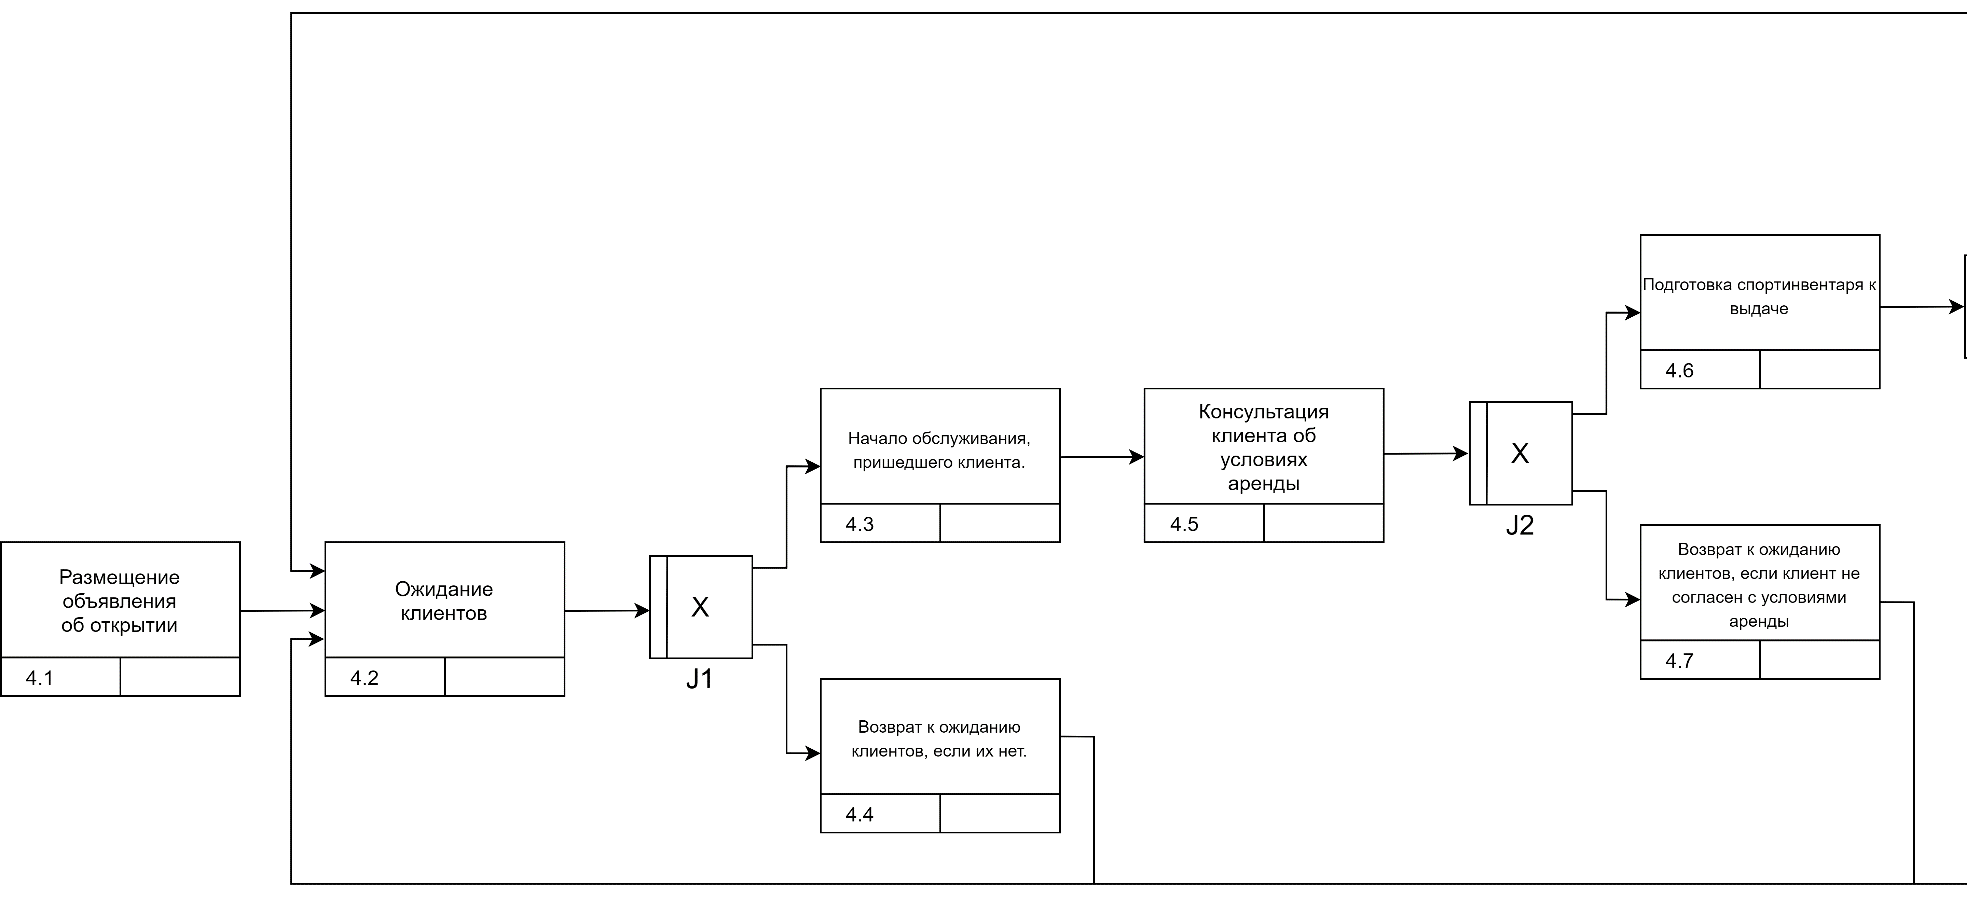 Размещение
объявления
об открытии
4.1
Ожидание
клиентов
4.2
X
J1
Начало обслуживания,
пришедшего клиента.
4.3
Возврат к ожиданию
клиентов, если их нет.
4.4
Консультация
клиента об
условиях
аренды
4.5
X
J2
Подготовка спортинвентаря к
выдаче
4.6
Возврат к ожиданию
клиентов, если клиент не
согласен с условиями
аренды
4.7